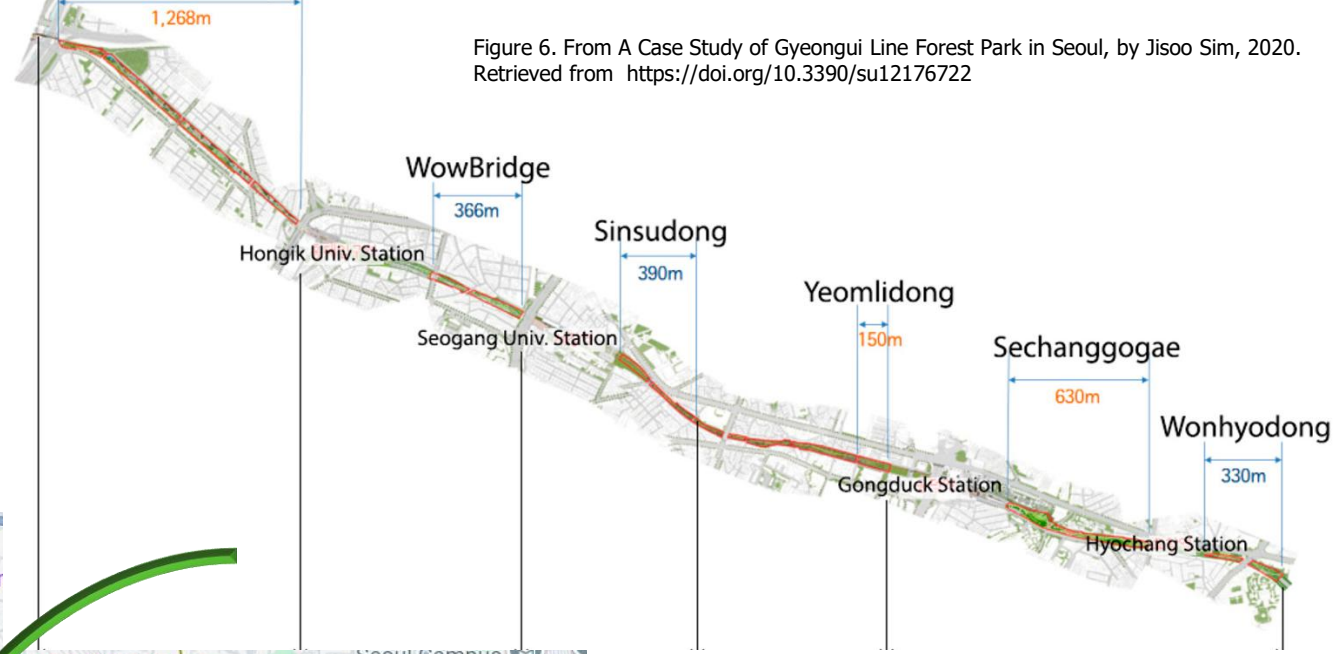 1,268m
Figure 6. From A Case Study of Gyeongui Line Forest Park in Seoul, by Jisoo Sim, 2020.
Retrieved from https://doi.org/10.3390/su12176722
WowBridge
366m
Hongik Univ. Station
Sinsudong
390m
Seogang Univ. Station
Yeomlidong
150m
Sechanggogae
630m
Gongduck Station
Wonhyodong
330m
Hyochang Station